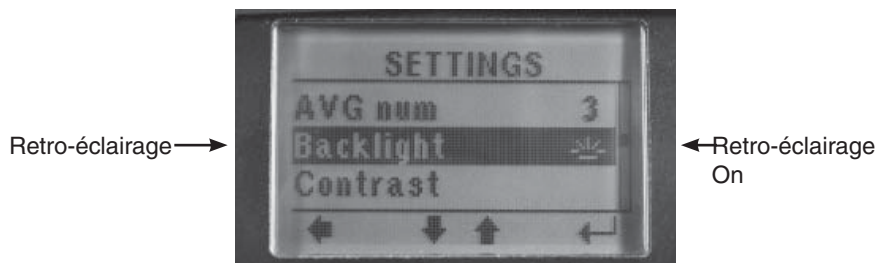 SETTINGS
AVG num 3
Retro-éclairage
Backlight
Retro-éclairage
On
Contrast